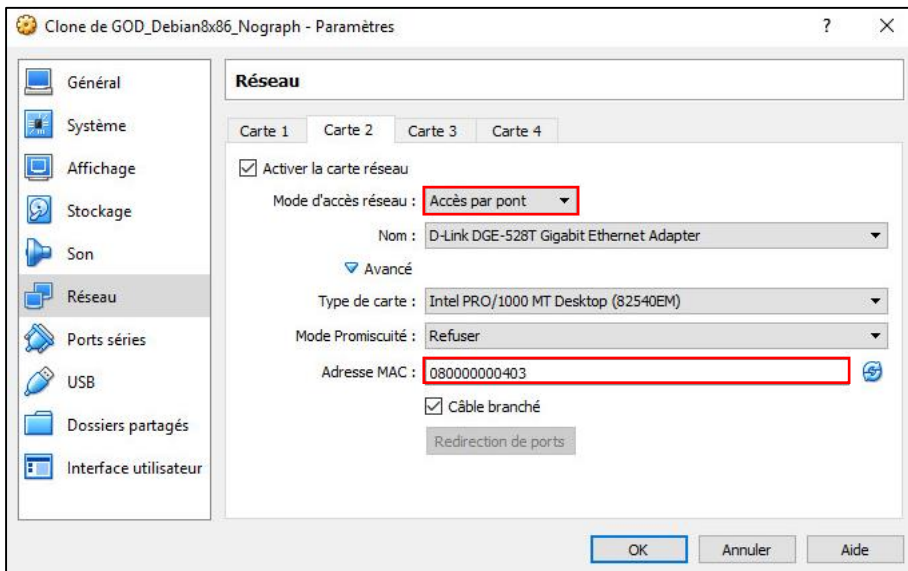 Clone de GOD_Debian8x86_Nograph - Paramètres ? X
Général
Système
Affichage
Stockage
Son
Réseau
Ports séries
USB
Dossiers partagés
Interface utilisateur
Réseau
Carte 1 Carte 2 Carte 3 Carte 4
Activer la carte réseau
Mode d'accès réseau : Accès par pont
Nom : D-Link DGE-528T Gigabit Ethernet Adapter
Avancé
Type de carte : Intel PRO/1000 MT Desktop (82540EM)
Mode Promiscuité : Refuser
Adresse MAC : 080000000403
Câble branché
Redirection de ports
OK Annuler Aide